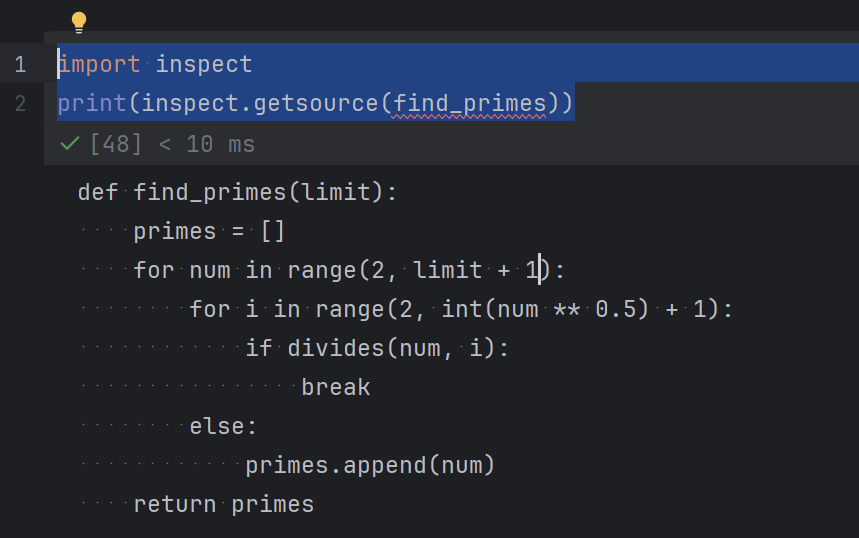 1 import inspect
2 print(inspect.getsource(find_primes))
[48] < 10 ms
def find_primes(limit):
    primes = []
    for num in range(2, limit + 1):
        for i in range(2, int(num ** 0.5) + 1):
            if divides(num, i):
                break
        else:
            primes.append(num)
    return primes